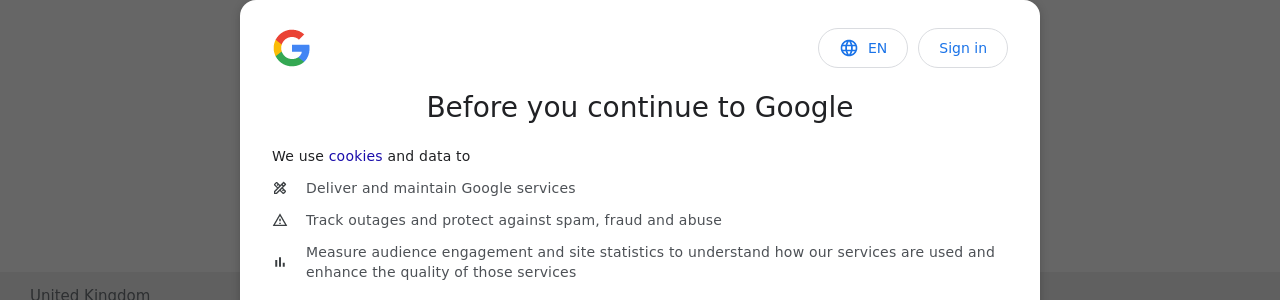 EN
Sign in
Before you continue to Google
We use cookies and data to
Deliver and maintain Google services
Track outages and protect against spam, fraud and abuse
Measure audience engagement and site statistics to understand how our services are used and
enhance the quality of those services
United Kingdom